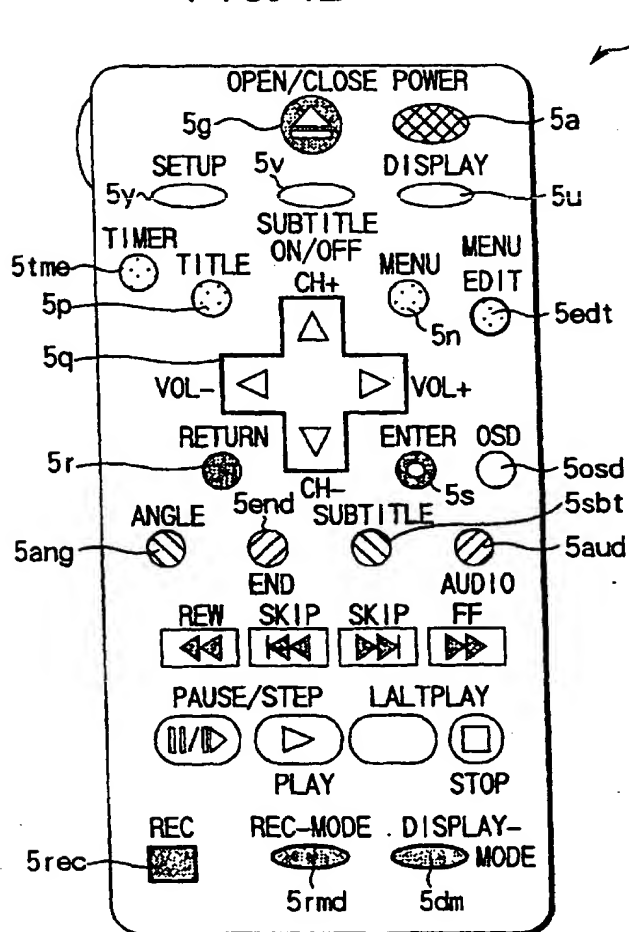 OPEN/CLOSE POWER
5g
5a
SETUP
5v
DISPLAY
5y
5u
SUBTITLE
ON/OFF
TIMER
TITLE
MENU
MENU
EDIT
5tme
5p
CH+
5n
5edt
5q
VOL-
VOL+
RETURN
ENTER
OSD
5r
CH-
5s
5osd
ANGLE
5end
SUBTITLE
5sbt
5ang
5aud
END
AUDIO
REW
SKIP
SKIP
FF
PAUSE/STEP
LALTPLAY
PLAY
STOP
REC
REC-MODE
DISPLAY-
MODE
5rec
5rmd
5dm